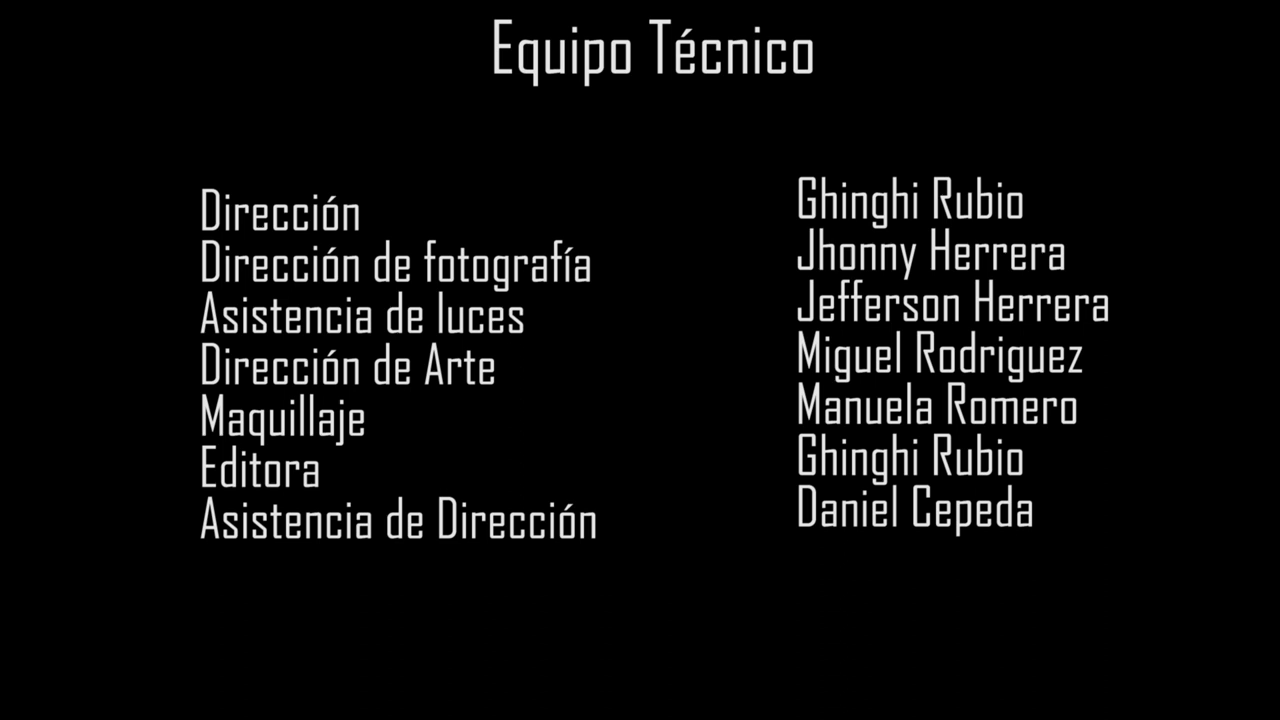 Equipo Técnico
Dirección Ghinghi Rubio
Dirección de fotografía Jhonny Herrera
Asistencia de luces Jefferson Herrera
Dirección de Arte Miguel Rodriguez
Maquillaje Manuela Romero
Editora Ghinghi Rubio
Asistencia de Dirección Daniel Cepeda